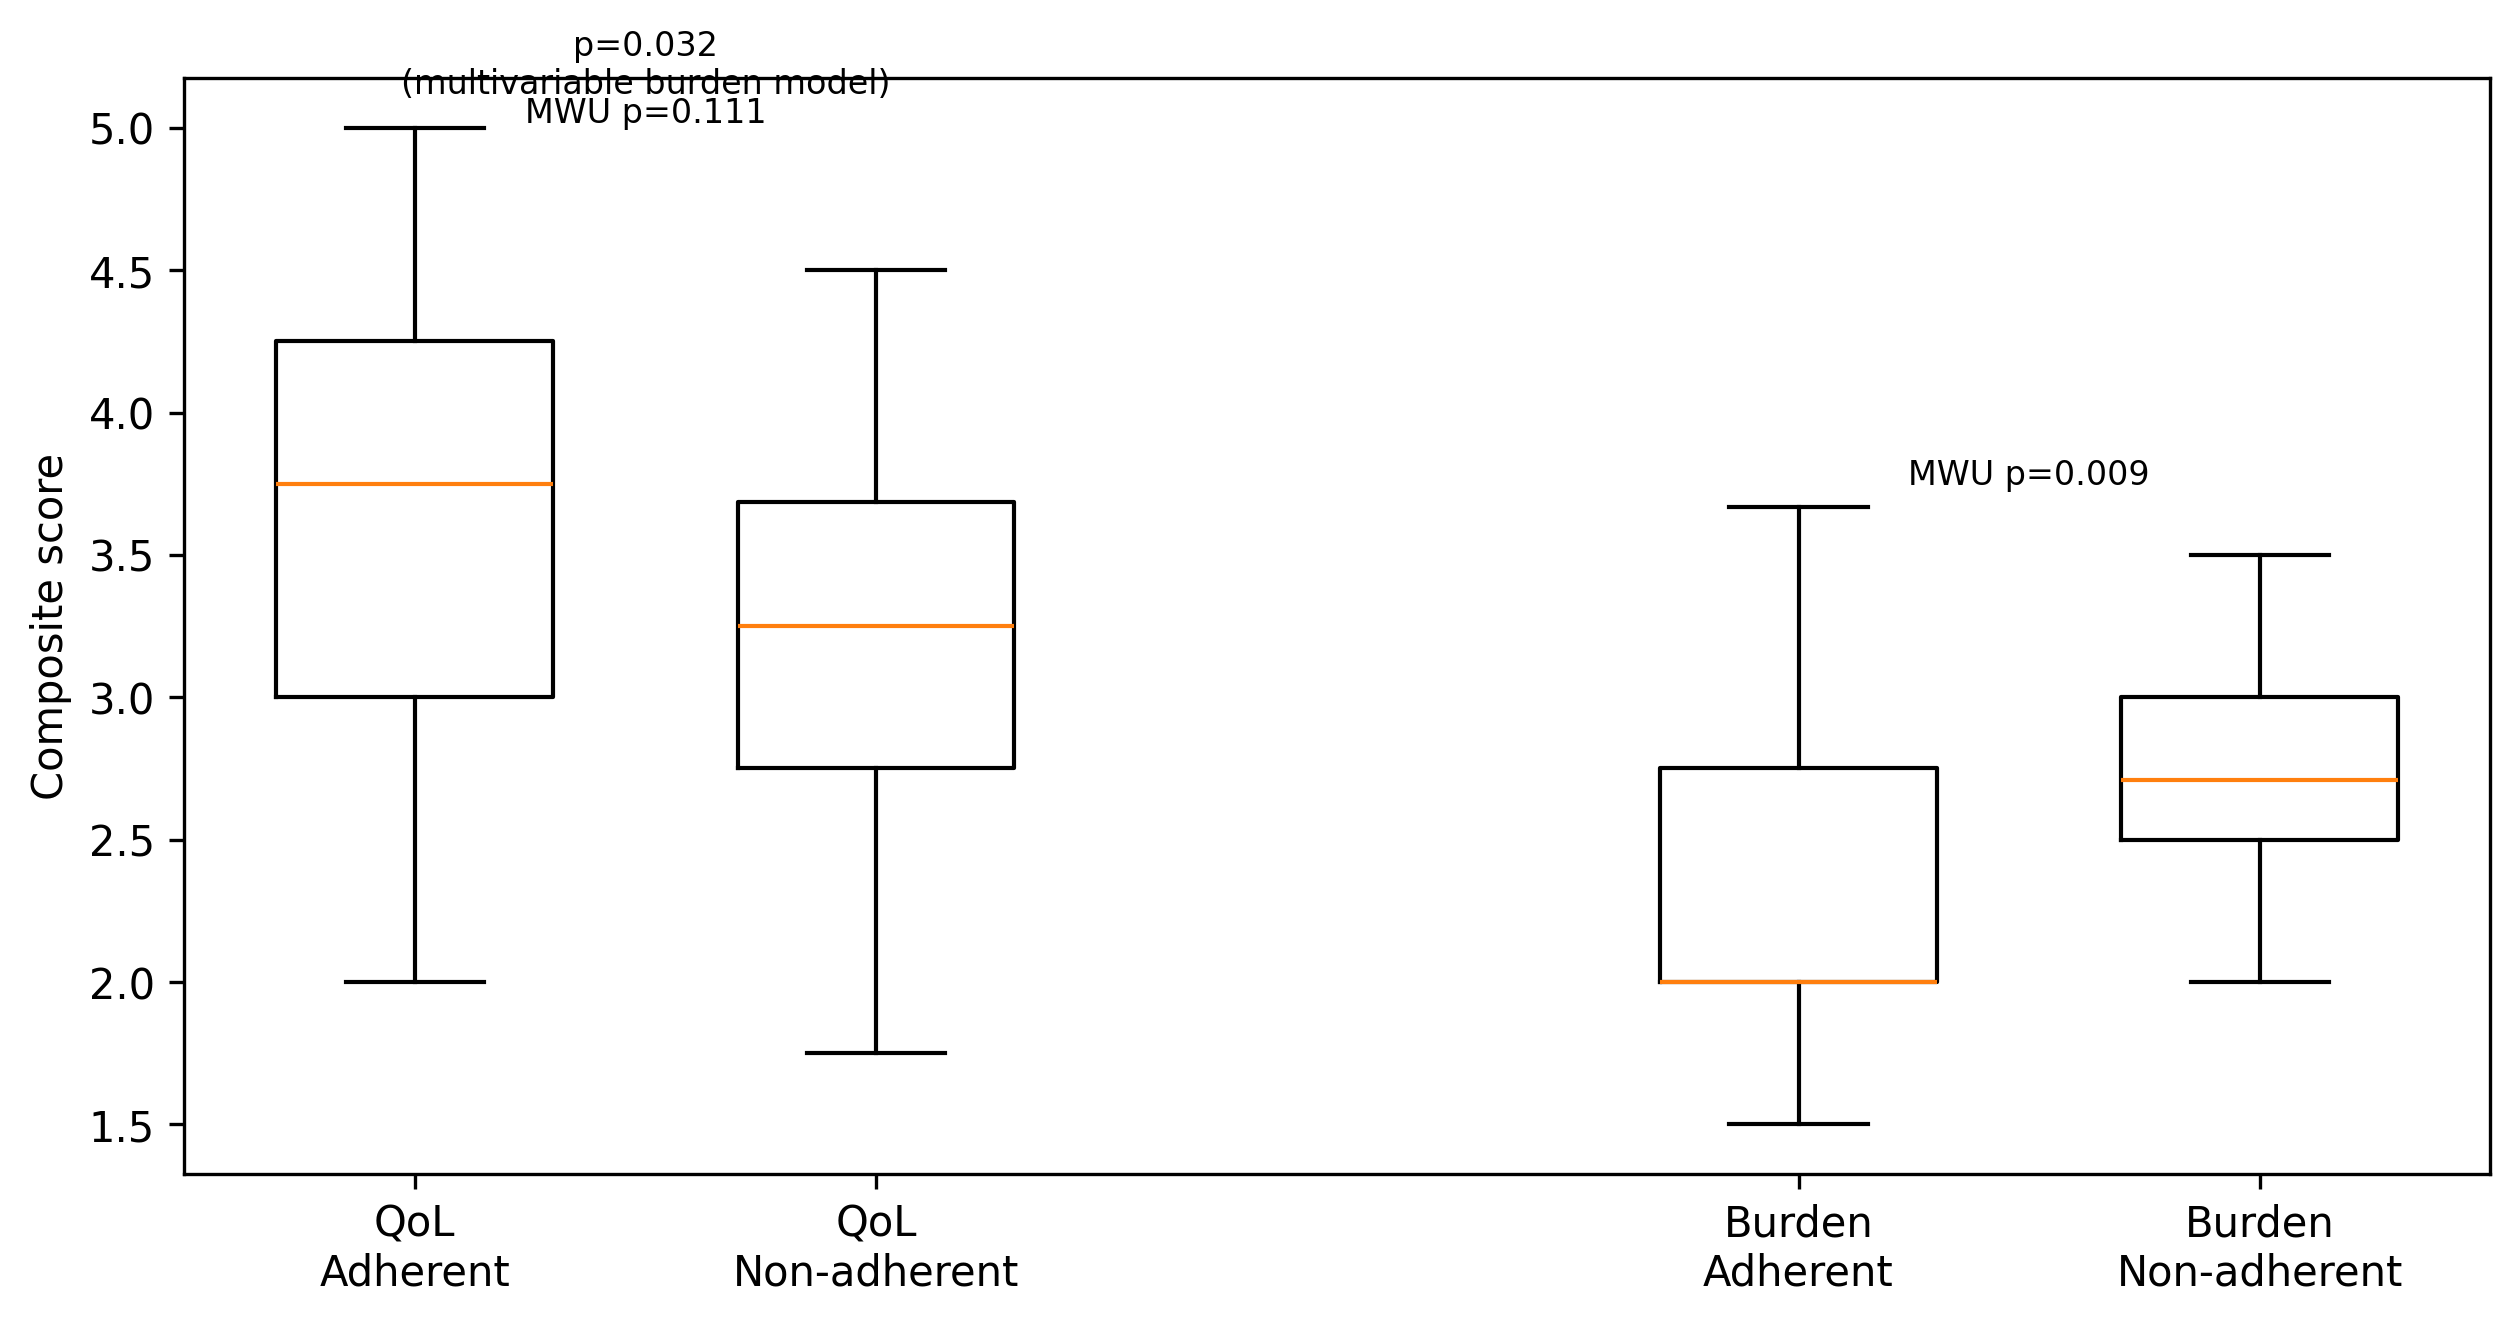 p=0.032
(multivariable burden model)
MWU p=0.111
MWU p=0.009
Composite score
5.0
4.5
4.0
3.5
3.0
2.5
2.0
1.5
QoL
Adherent
QoL
Non-adherent
Burden
Adherent
Burden
Non-adherent